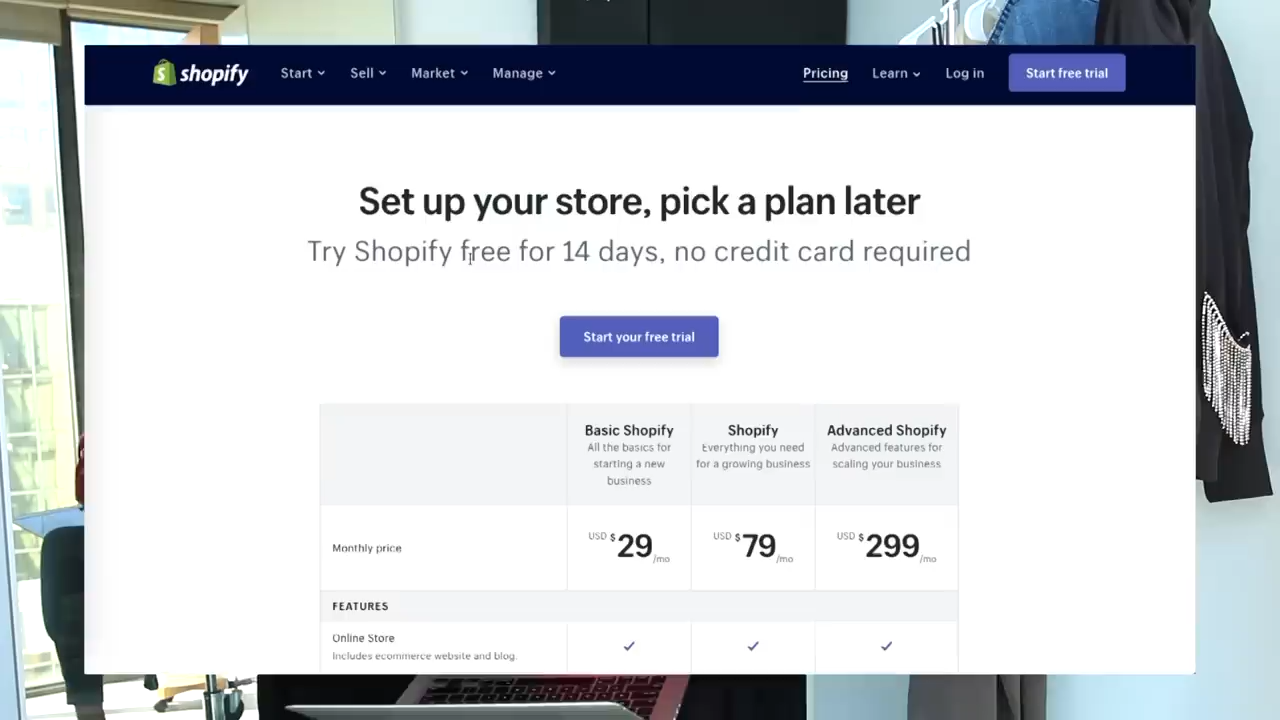 shopify Start Sell Market Manage Pricing Learn Log in Start free trial
Set up your store, pick a plan later
Try Shopify free for 14 days, no credit card required
Start your free trial
Basic Shopify Shopify Advanced Shopify
All the basics for Everything you need Advanced features for
starting a new for a growing business scaling your business
business
Monthly price USD $29/mo USD $79/mo USD $299/mo
FEATURES
Online Store
Includes ecommerce website and blog.